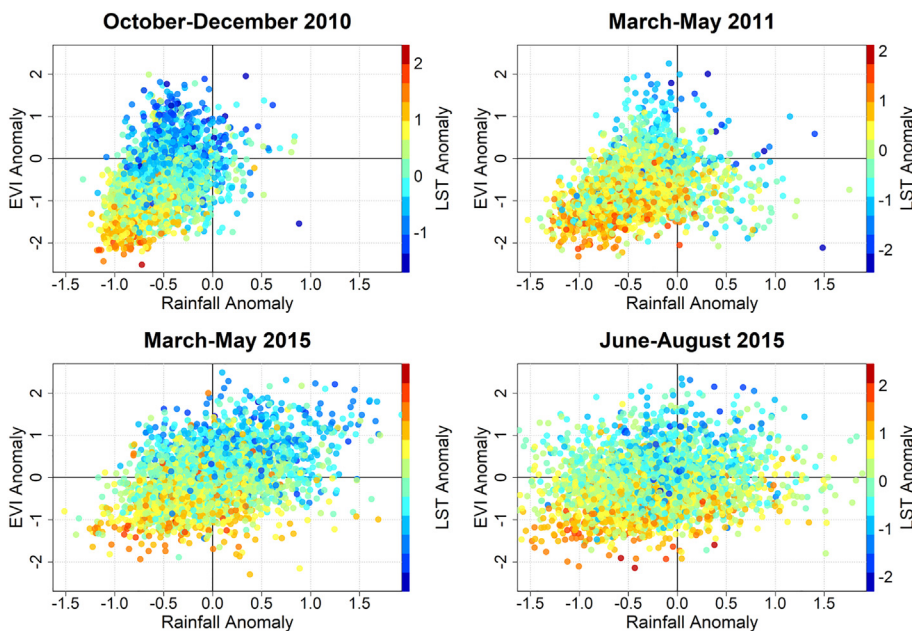 October-December 2010
March-May 2011
EVI Anomaly
2
1
0
-1
-2
2
1
0
-1
LST Anomaly
EVI Anomaly
2
1
0
-1
-2
2
1
0
-1
-2
LST Anomaly
-1.5 -1.0 -0.5 0.0 0.5 1.0 1.5
Rainfall Anomaly
-1.5 -1.0 -0.5 0.0 0.5 1.0 1.5
Rainfall Anomaly
March-May 2015
June-August 2015
EVI Anomaly
2
1
0
-1
-2
LST Anomaly
EVI Anomaly
2
1
0
-1
-2
2
1
0
-1
-2
LST Anomaly
-1.5 -1.0 -0.5 0.0 0.5 1.0 1.5
Rainfall Anomaly
-1.5 -1.0 -0.5 0.0 0.5 1.0 1.5
Rainfall Anomaly